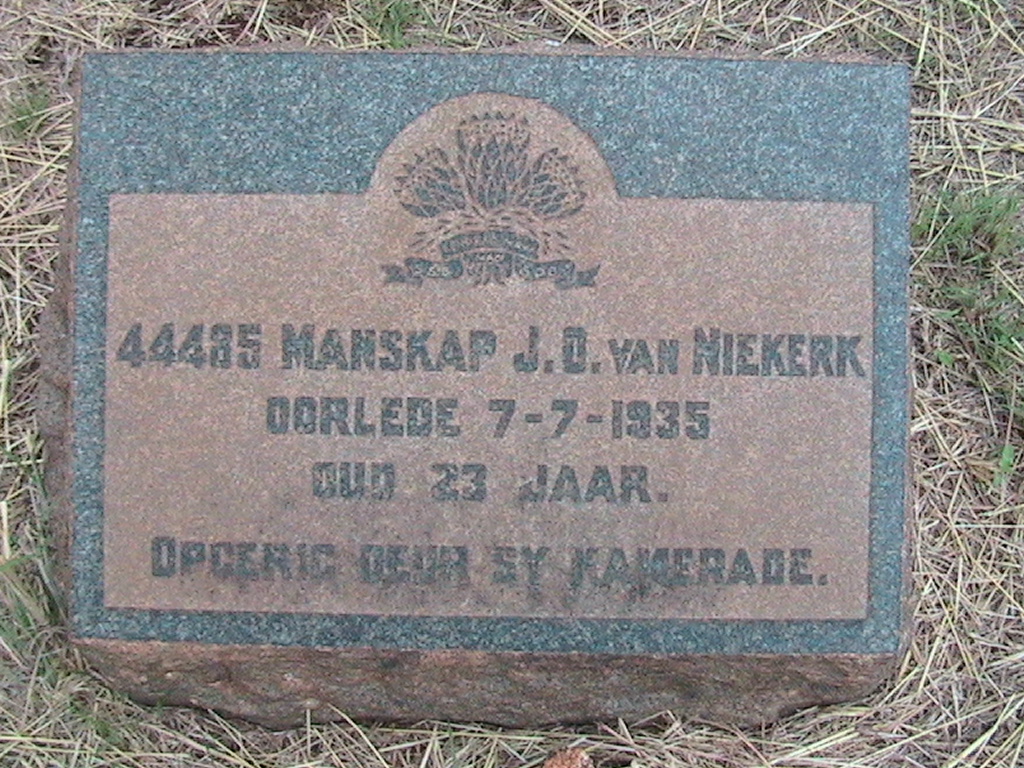 44485 MANSKAP J.D. VAN NIEKERK
OORLEDE 7-7-1935
OUD 23 JAAR.
OPGERIG DEUR SY KAMERADE.